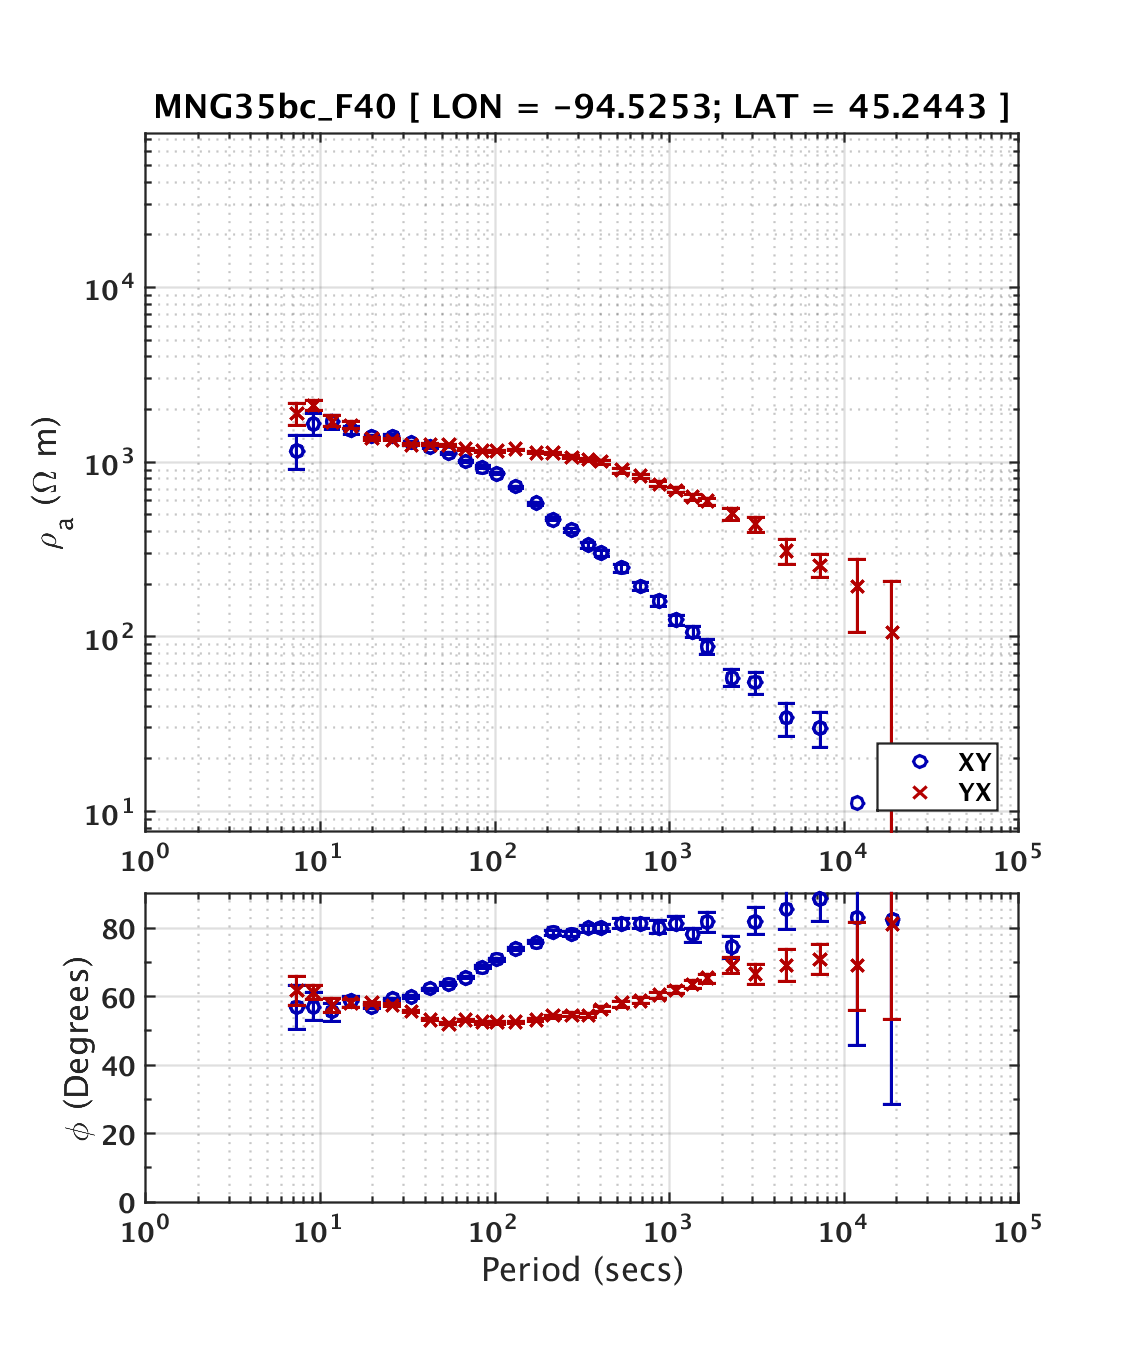 MNG35bc_F40 [ LON = -94.5253; LAT = 45.2443 ]
10^4
10^3
10^2
10^1
ρ_a (Ω m)
XY
YX
10^0 10^1 10^2 10^3 10^4 10^5
80
60
40
20
0
ϕ (Degrees)
10^0 10^1 10^2 10^3 10^4 10^5
Period (secs)